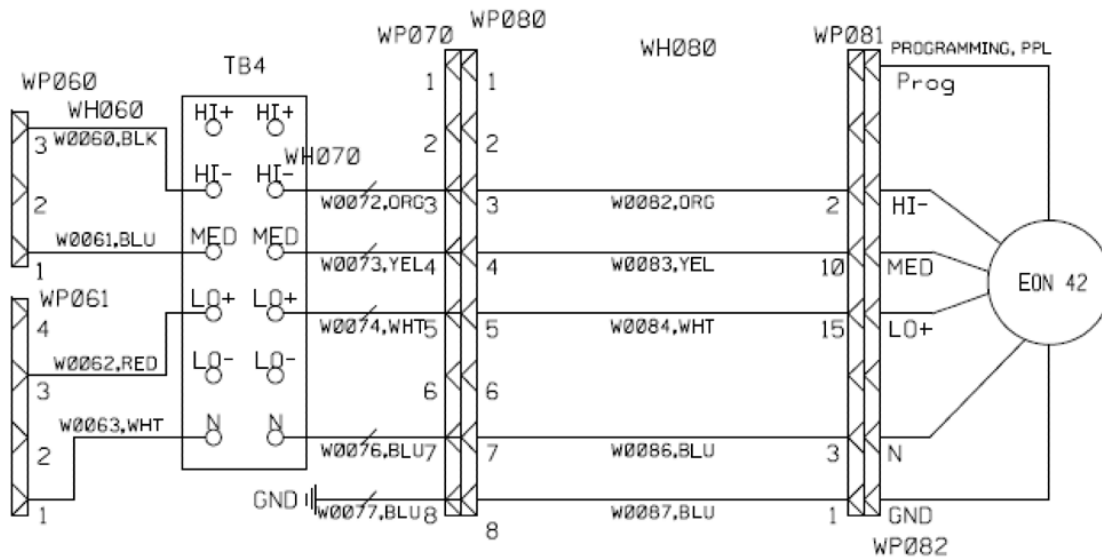 WP080
WP070
WH080
WP081
PROGRAMMING, PPL
TB4
WP060
1
1
Prog
WH060
HI+
HI+
3
W0060,BLK
2
2
WH070
HI-
HI-
2
W0072,ORG
3
3
W0082,ORG
2
HI-
W0061,BLU
MED
MED
1
W0073,YEL
4
4
W0083,YEL
10
MED
EON 42
WP061
LO+
LO+
4
W0074,WHT
5
5
W0084,WHT
15
LO+
W0062,RED
LO-
LO-
3
6
6
W0063,WHT
N
N
2
W0076,BLU
7
7
W0086,BLU
3
N
GND
1
W0077,BLU
8
8
W0087,BLU
1
GND
WP082